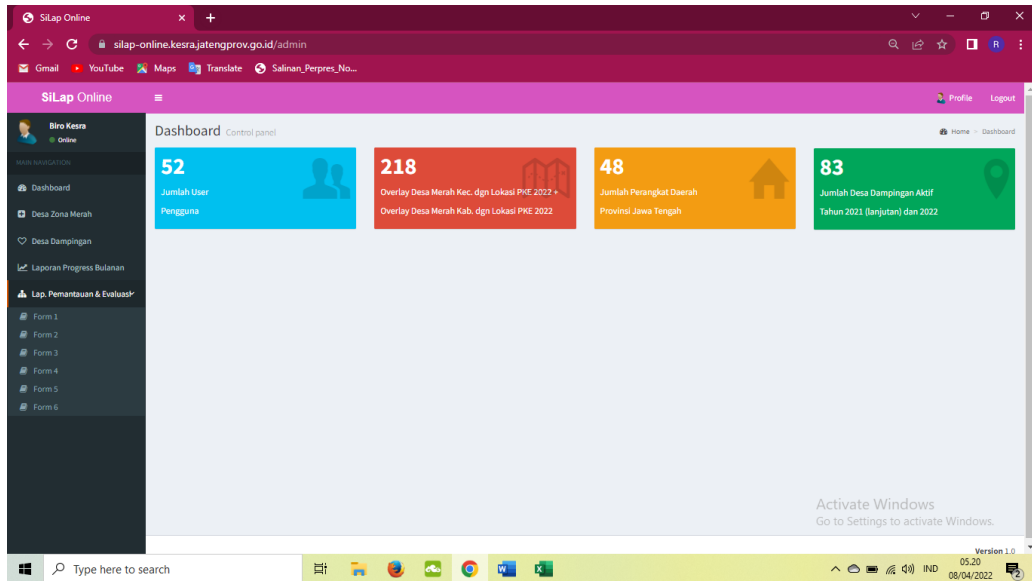 SiLap Online
silap-online.kesra.jatengprov.go.id/admin
R
Gmail YouTube Maps Translate Salinan_Perpres_No...
SiLap Online
Profile Logout
Biro Kesra
Online
MAIN NAVIGATION
Dashboard
Desa Zona Merah
Desa Dampingan
Laporan Progress Bulanan
Lap. Pemantauan & Evaluasi
Form 1
Form 2
Form 3
Form 4
Form 5
Form 6
Dashboard Control panel
Home > Dashboard
52
Jumlah User
Pengguna
218
Overlay Desa Merah Kec. dgn Lokasi PKE 2022 +
Overlay Desa Merah Kab. dgn Lokasi PKE 2022
48
Jumlah Perangkat Daerah
Provinsi Jawa Tengah
83
Jumlah Desa Dampingan Aktif
Tahun 2021 (lanjutan) dan 2022
Activate Windows
Go to Settings to activate Windows.
Version 1.0
Type here to search
IND
05.20
08/04/2022
2